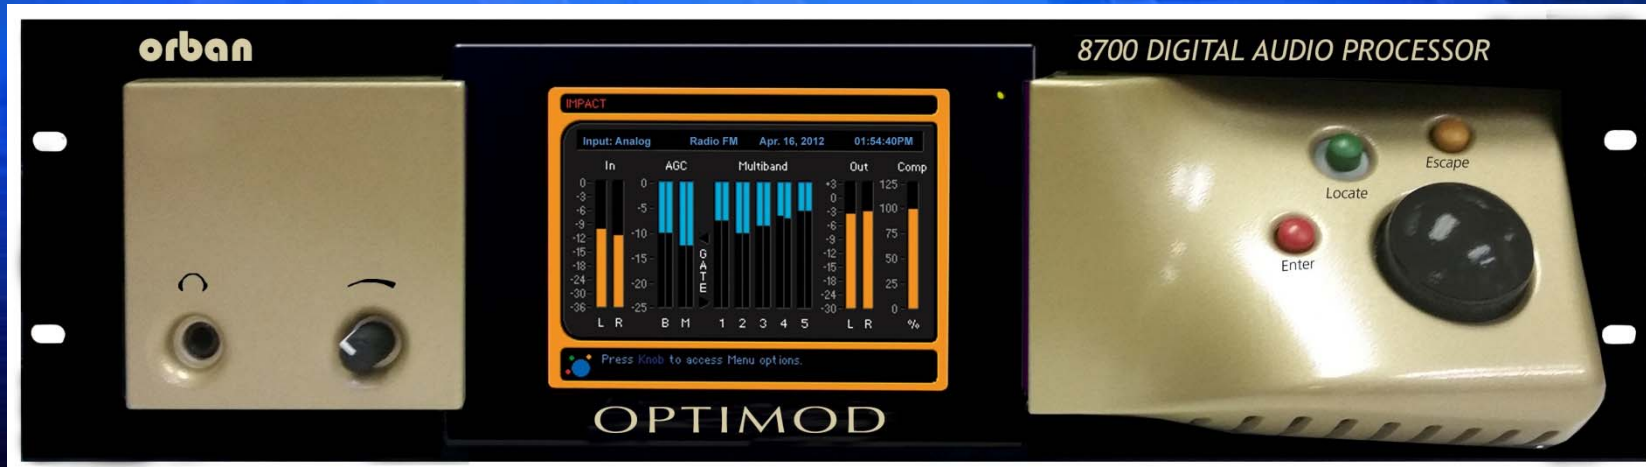 orban
8700 DIGITAL AUDIO PROCESSOR
IMPACT
Input: Analog Radio FM Apr. 16, 2012 01:54:40PM
In AGC Multiband Out Comp
0 -3 -6 -9 -12 -15 -18 -24 -30 -36
0 -5 -10 -15 -20 -25
GATE
+3 0 -3 -6 -9 -12 -15 -18 -24 -30
125 100 75 50 25 0
L R B M 1 2 3 4 5 L R %
Press Knob to access Menu options.
Escape
Locate
Enter
OPTIMOD